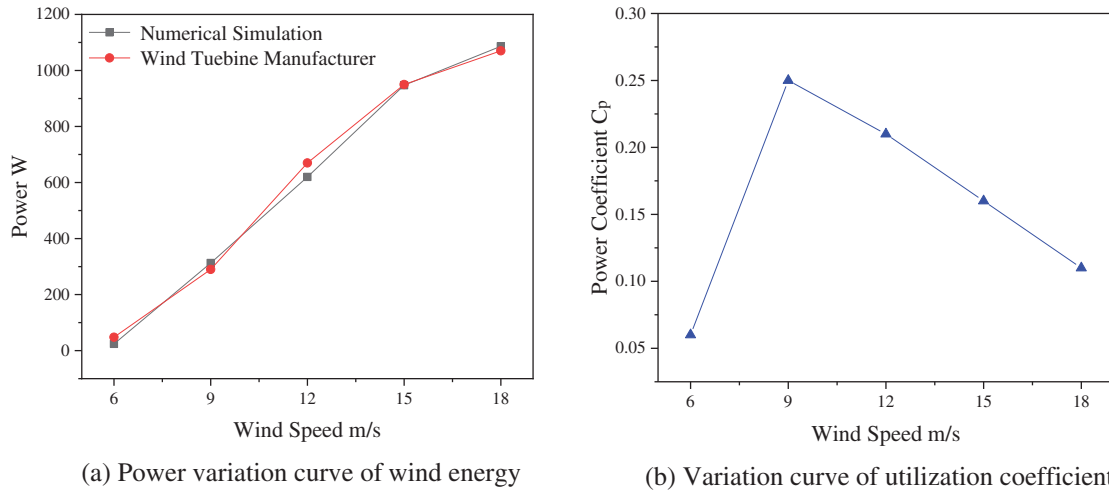 1200
1000
800
600
400
200
0
Power W
Numerical Simulation
Wind Tuebine Manufacturer
6 9 12 15 18
Wind Speed m/s
(a) Power variation curve of wind energy
0.30
0.25
0.20
0.15
0.10
0.05
Power Coefficient Cp
6 9 12 15 18
Wind Speed m/s
(b) Variation curve of utilization coefficient